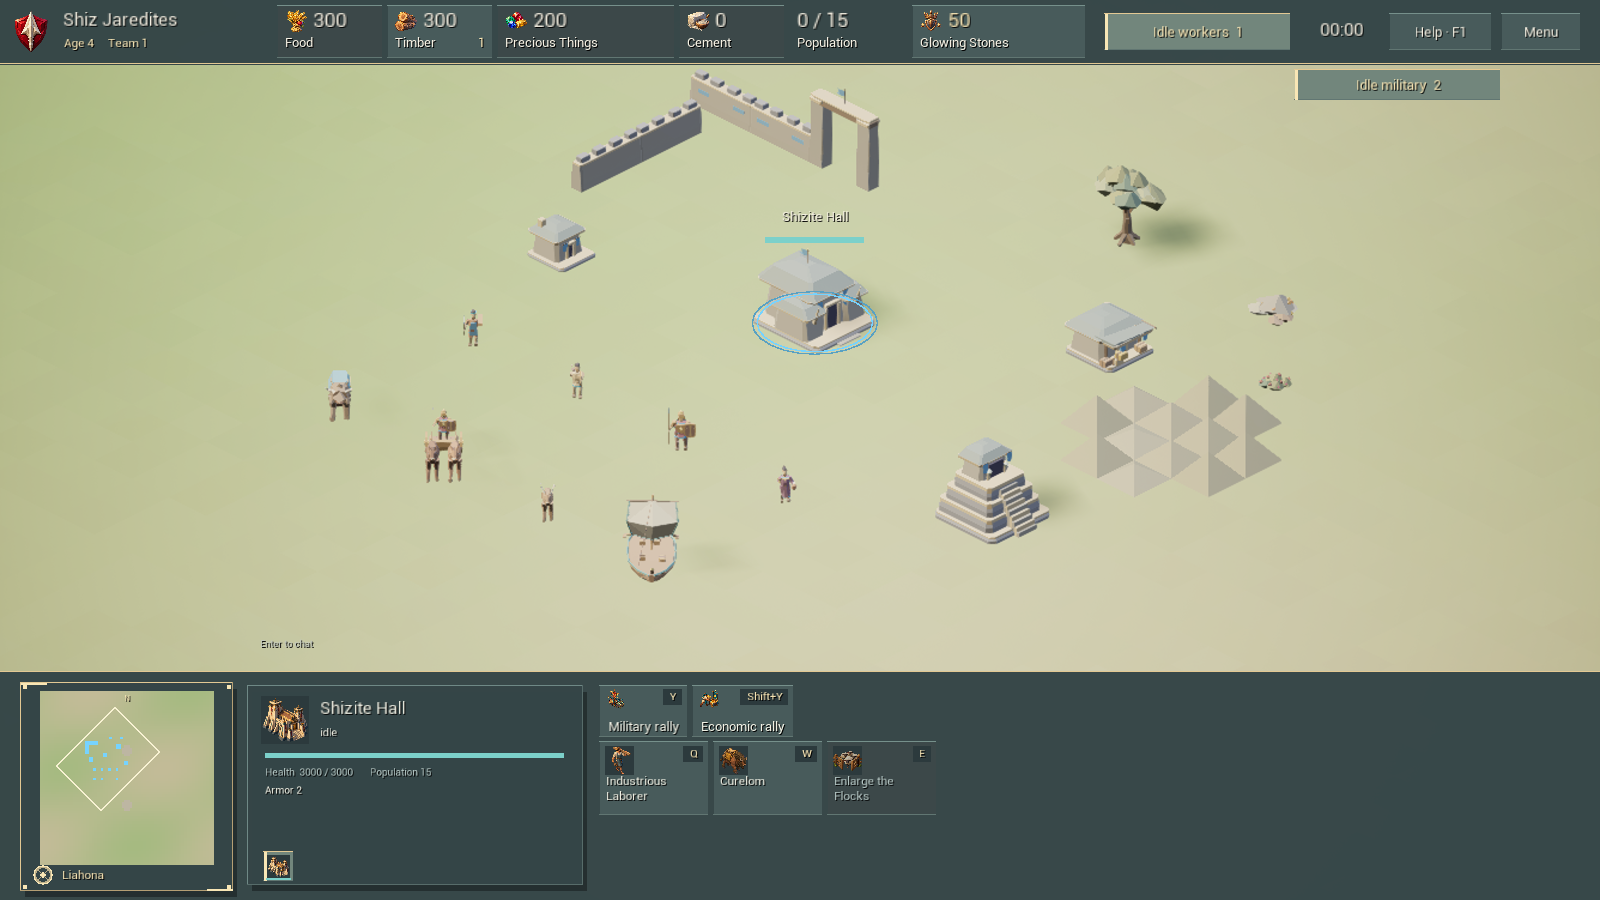 Shiz Jaredites
Age 4 Team 1
300
Food
300
Timber 1
200
Precious Things
0
Cement
0 / 15
Population
50
Glowing Stones
Idle workers 1
00:00
Help · F1
Menu
Idle military 2
Shizite Hall
Enter to chat
N
Liahona
Shizite Hall
idle
Health 3000 / 3000 Population 15
Armor 2
Y
Military rally
Shift+Y
Economic rally
Q
Industrious
Laborer
W
Curelom
E
Enlarge the
Flocks